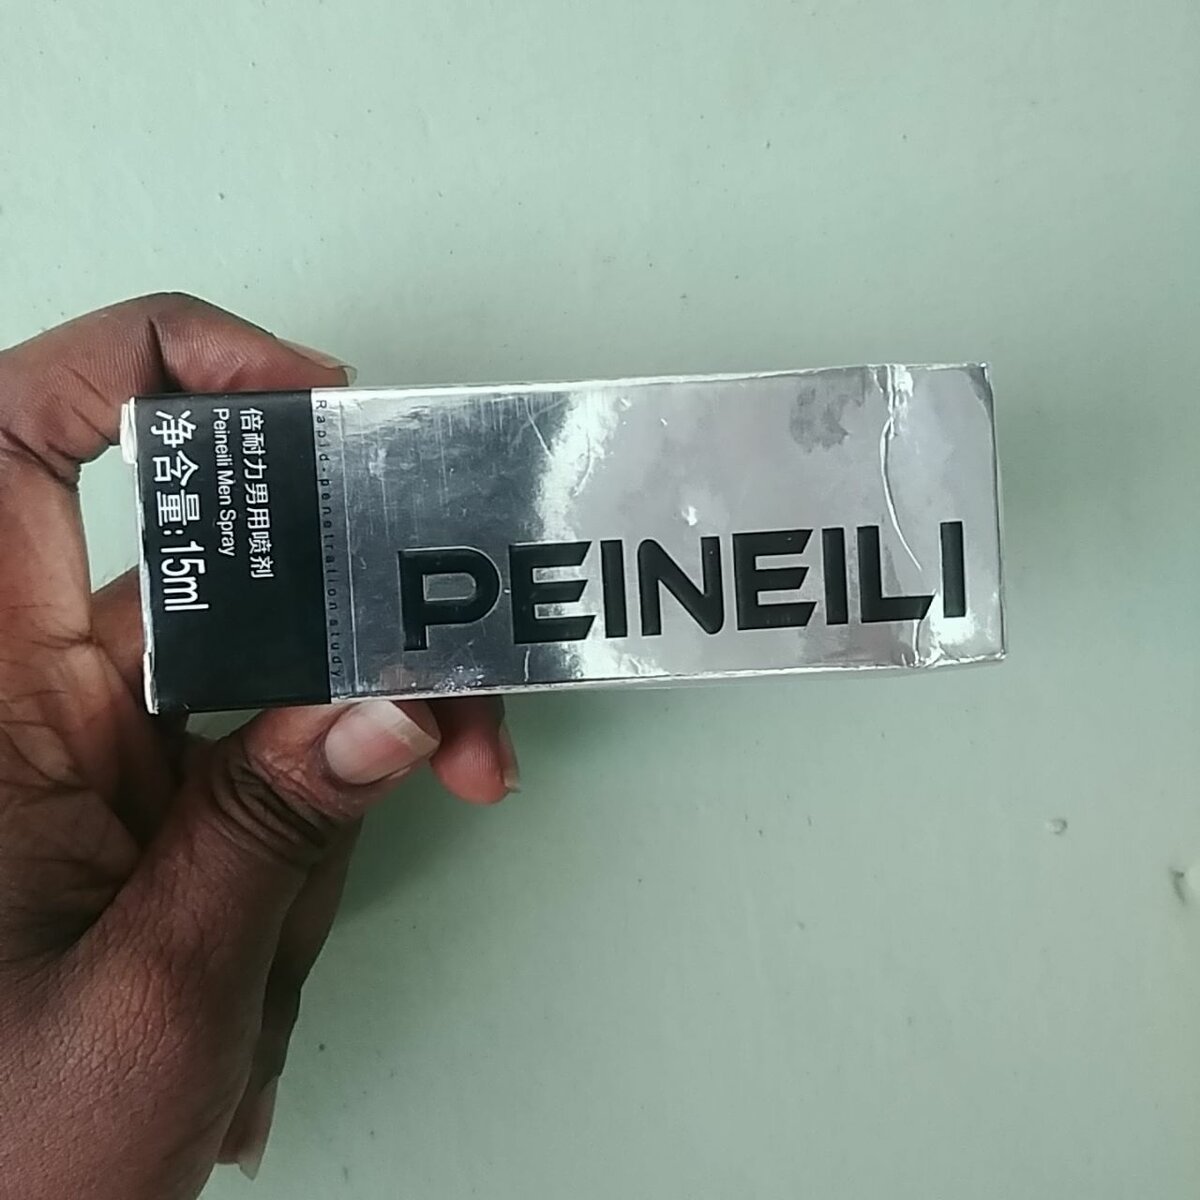 PEINEILI
Rapid-penetration study
倍耐力男用喷剂
Peineili Men Spray
净含量:15ml